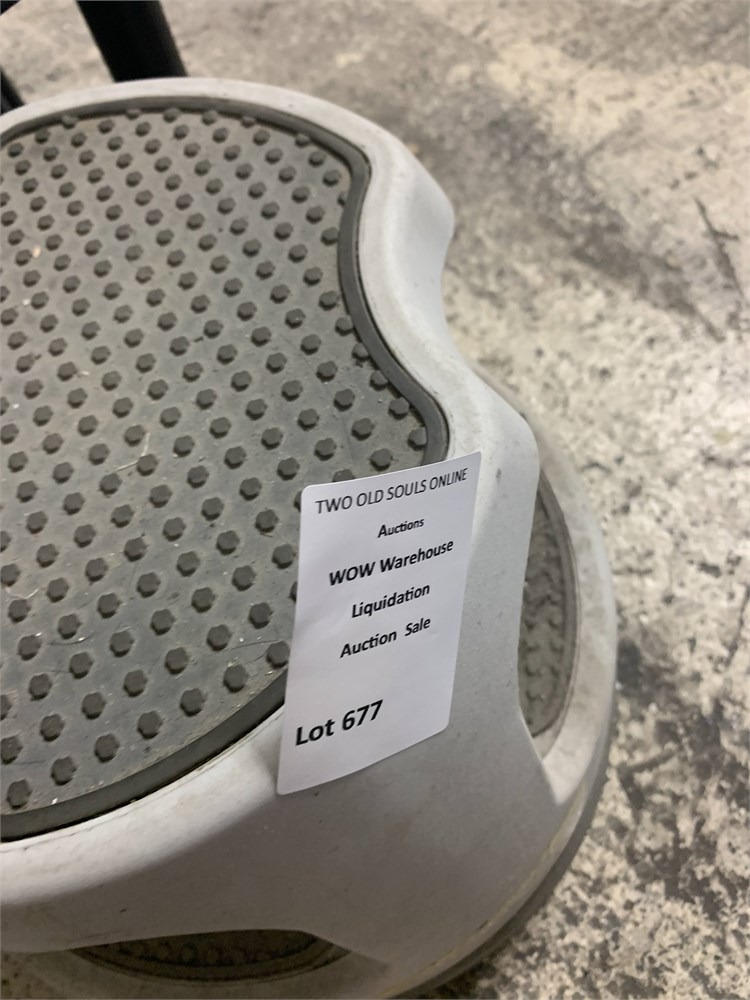 TWO OLD SOULS ONLINE
Auctions
WOW Warehouse
Liquidation
Auction Sale
Lot 677